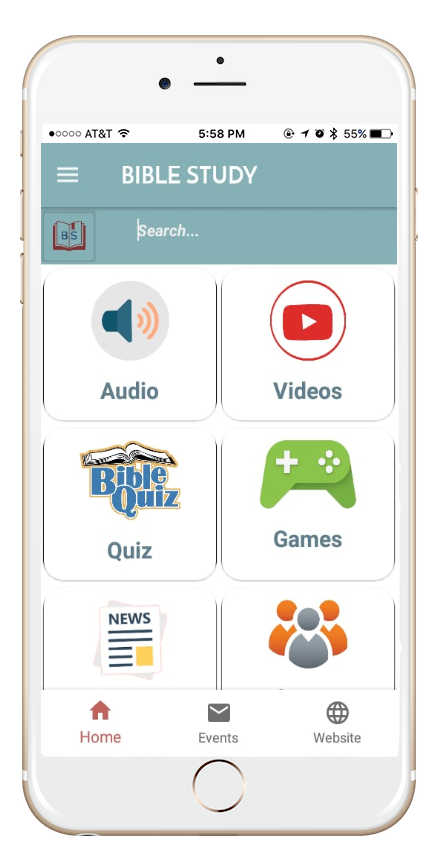 AT&T 5:58 PM 55%
BIBLE STUDY
BS Search...
Audio Videos
Bible
Quiz
Quiz Games
NEWS
Home Events Website